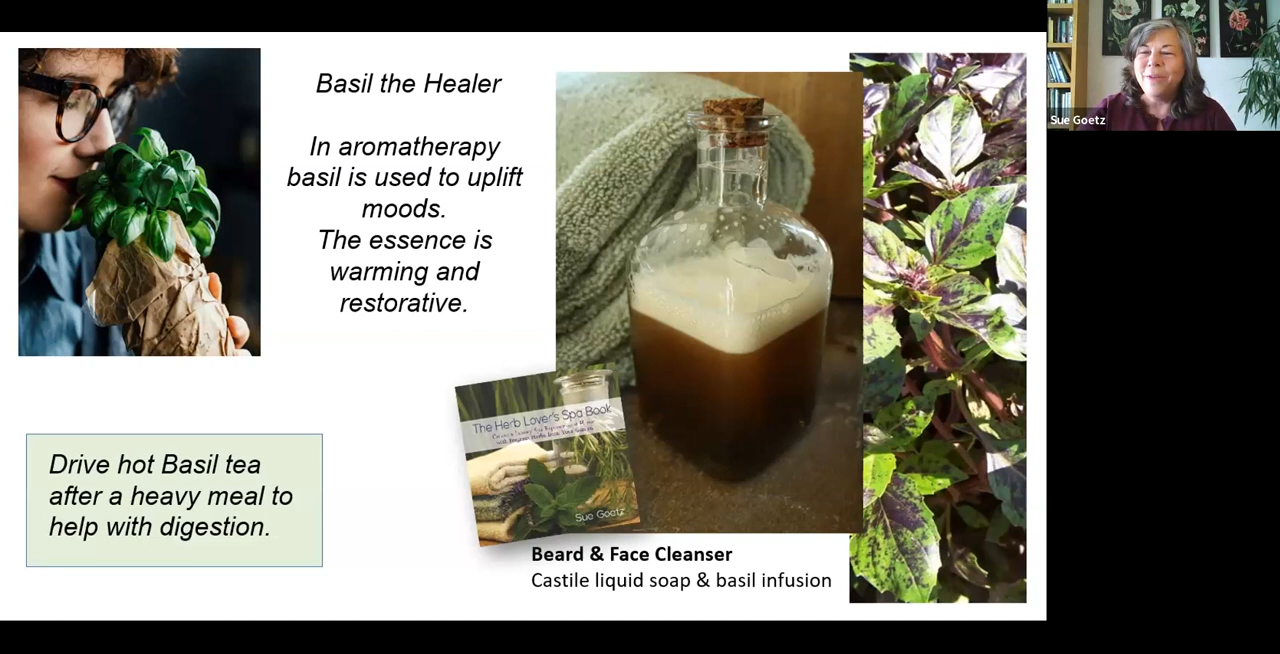 Basil the Healer
In aromatherapy
basil is used to uplift
moods.
The essence is
warming and
restorative.
Drive hot Basil tea
after a heavy meal to
help with digestion.
The Herb Lover's Spa Book
Sue Goetz
Beard & Face Cleanser
Castile liquid soap & basil infusion
Sue Goetz